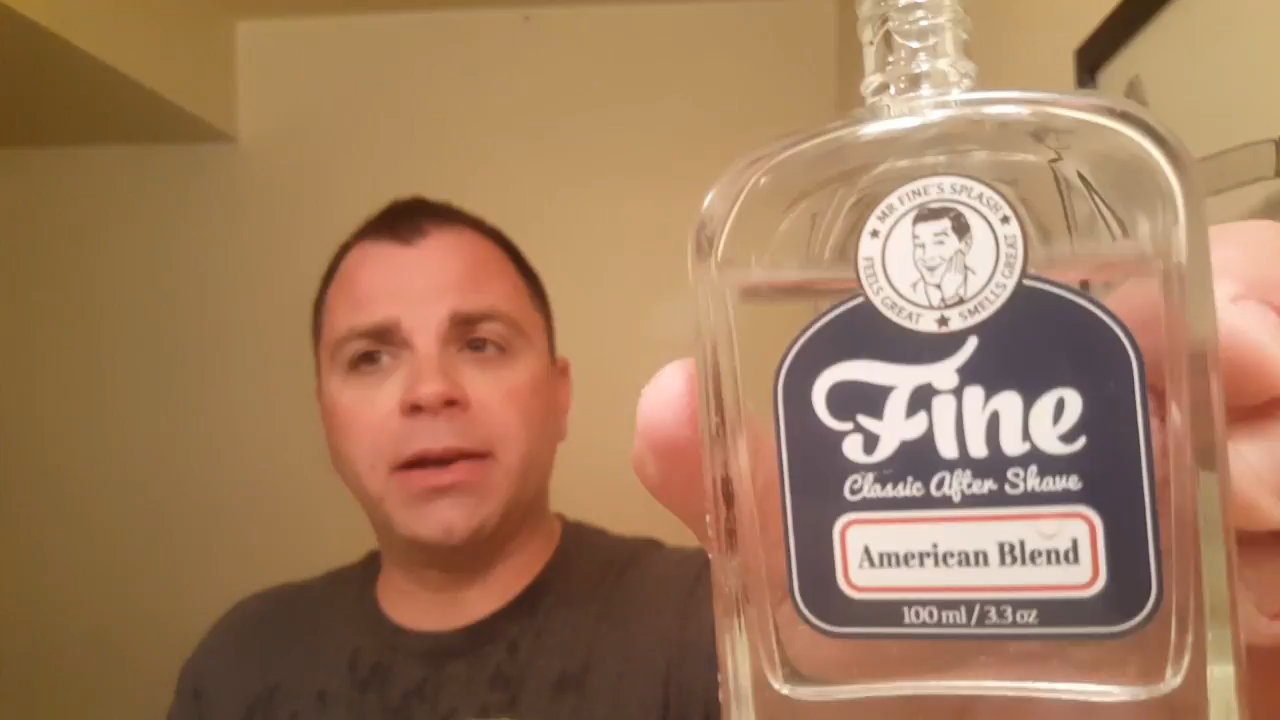 MR FINE'S SPLASH
FEELS GREAT ★ SMELLS GREAT
Fine
Classic After Shave
American Blend
100 ml / 3.3 oz